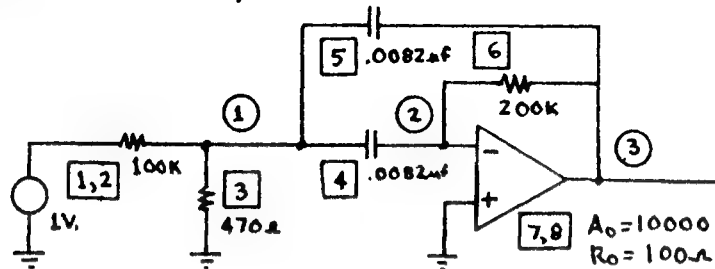 5 .0082uf
6
200K
1
2
3
100K
1,2
3
4 .0082uf
-
+
1V.
470Ω
7,8
A₀=10000
R₀=100Ω